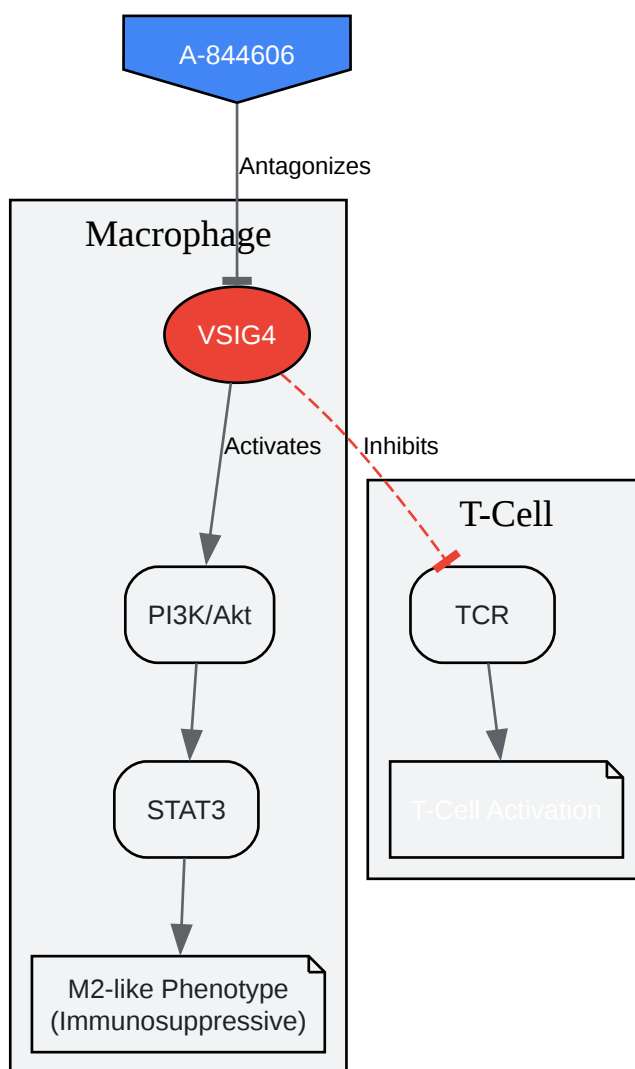 A-844606
Antagonizes
Macrophage
VSIG4
Activates
Inhibits
T-Cell
PI3K/Akt
TCR
STAT3
T-Cell Activation
M2-like Phenotype
(Immunosuppressive)